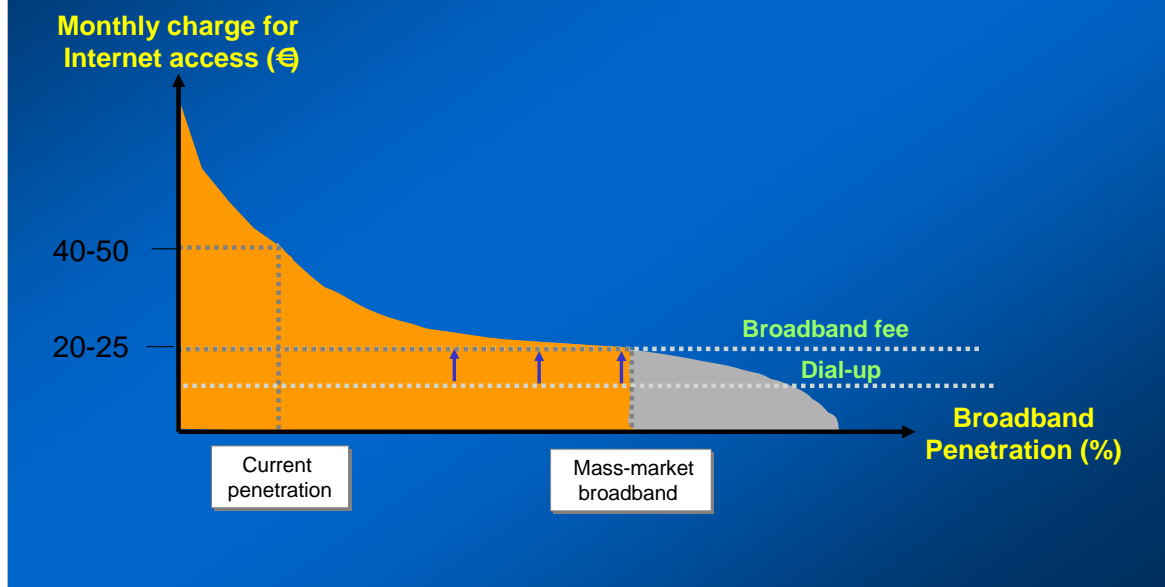 Monthly charge for
Internet access (€)
40-50
20-25
Broadband fee
Dial-up
Broadband
Penetration (%)
Current
penetration
Mass-market
broadband